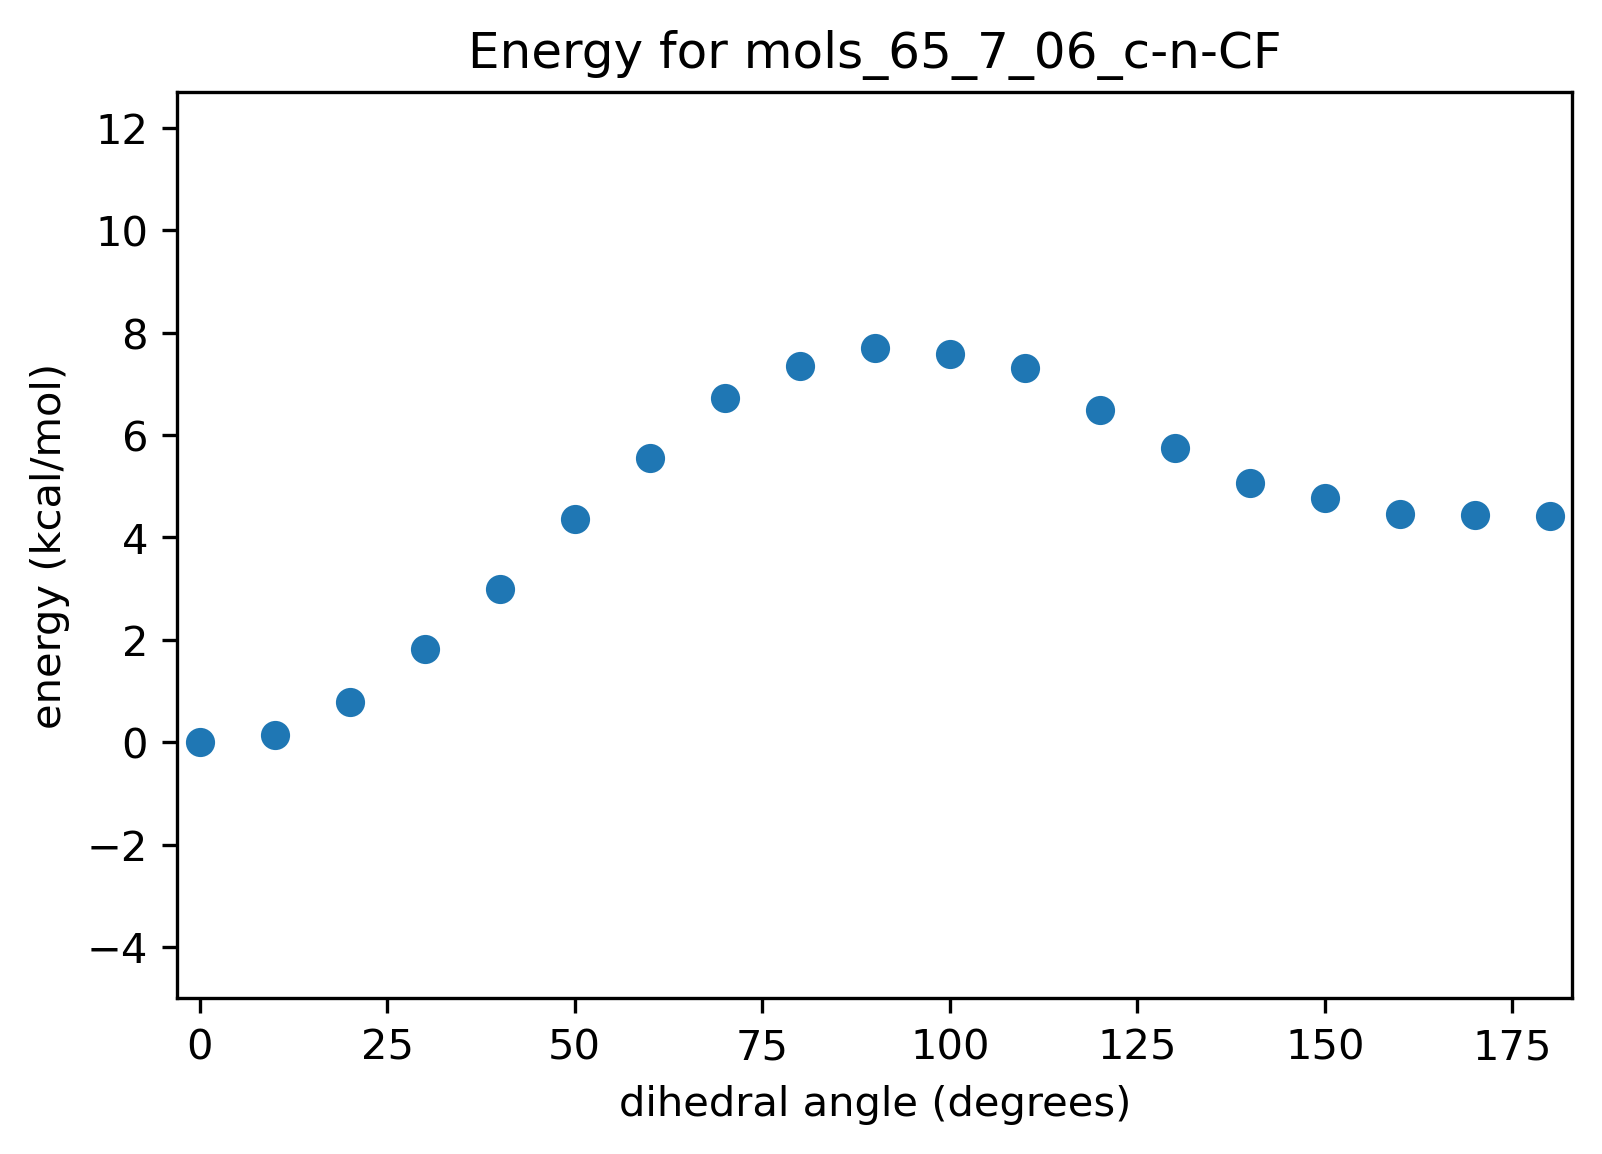 Energy for mols_65_7_06_c-n-CF
12
10
8
6
4
2
0
−2
−4
energy (kcal/mol)
0 25 50 75 100 125 150 175
dihedral angle (degrees)